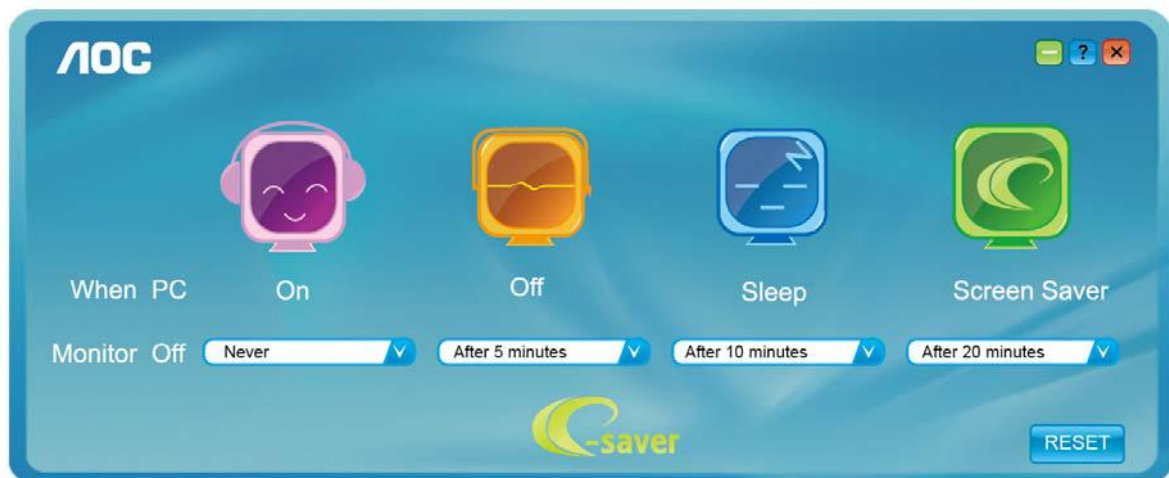 AOC
?
When PC On Off Sleep Screen Saver
Monitor Off Never After 5 minutes After 10 minutes After 20 minutes
e-saver
RESET